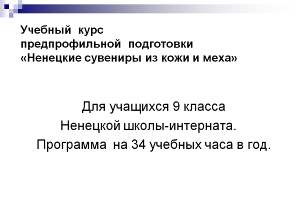 Учебный курс
предпрофильной подготовки
«Ненецкие сувениры из кожи и меха»
Для учащихся 9 класса
Ненецкой школы-интерната.
Программа на 34 учебных часа в год.